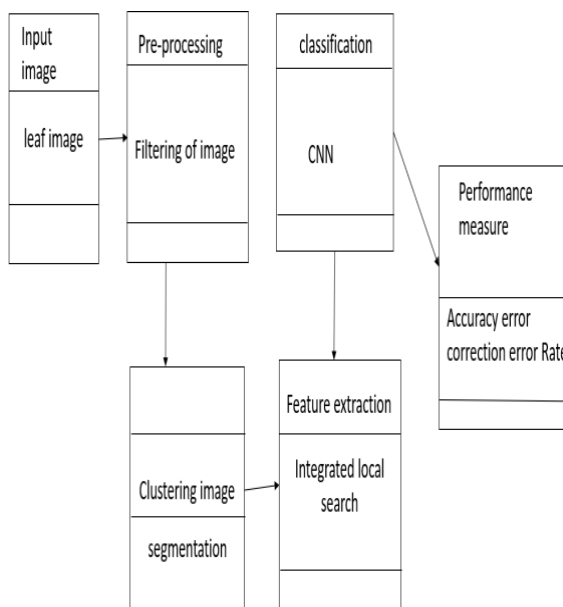 Input
image
leaf image
Pre-processing
Filtering of image
classification
CNN
Performance
measure
Accuracy error
correction error Rate
Clustering image
segmentation
Feature extraction
Integrated local
search